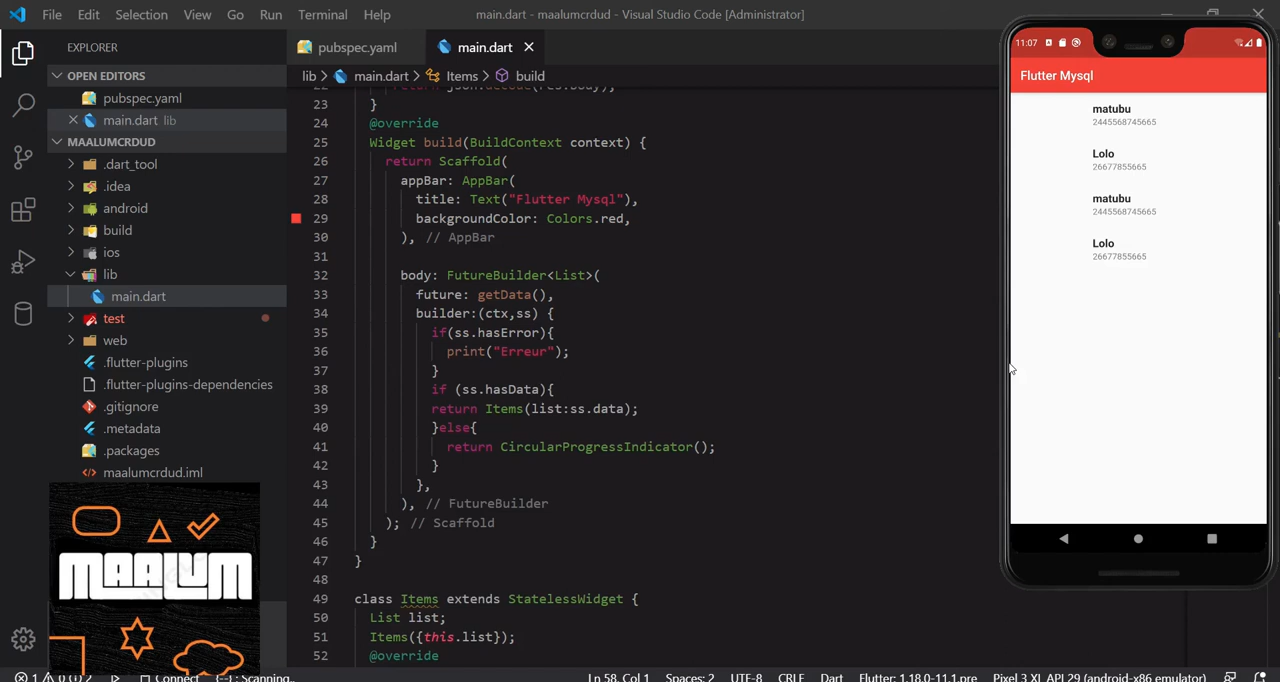 File Edit Selection View Go Run Terminal Help
main.dart - maalumcrdud - Visual Studio Code [Administrator]
EXPLORER
OPEN EDITORS
pubspec.yaml
main.dart lib
MAALUMCRDUD
.dart_tool
.idea
android
build
ios
lib
main.dart
test
web
.flutter-plugins
.flutter-plugins-dependencies
.gitignore
.metadata
.packages
maalumcrdud.iml
MAALUM
pubspec.yaml
main.dart
lib > main.dart > Items > build
23 }
24 @override
25 Widget build(BuildContext context) {
26 return Scaffold(
27 appBar: AppBar(
28 title: Text("Flutter Mysql"),
29 backgroundColor: Colors.red,
30 ), // AppBar
31
32 body: FutureBuilder<List>(
33 future: getData(),
34 builder:(ctx,ss) {
35 if(ss.hasError){
36 print("Erreur");
37 }
38 if (ss.hasData){
39 return Items(list:ss.data);
40 }else{
41 return CircularProgressIndicator();
42 }
43 },
44 ), // FutureBuilder
45 ); // Scaffold
46 }
47 }
48
49 class Items extends StatelessWidget {
50 List list;
51 Items({this.list});
52 @override
11:07
Flutter Mysql
matubu
2445568745665
Lolo
26677855665
matubu
2445568745665
Lolo
26677855665
Connect
Scanning..
Ln 58, Col 1 Spaces: 2 UTF-8 CRLF Dart Flutter: 1.18.0-11.1.pre Pixel 3 XL API 29 (android-x86 emulator)